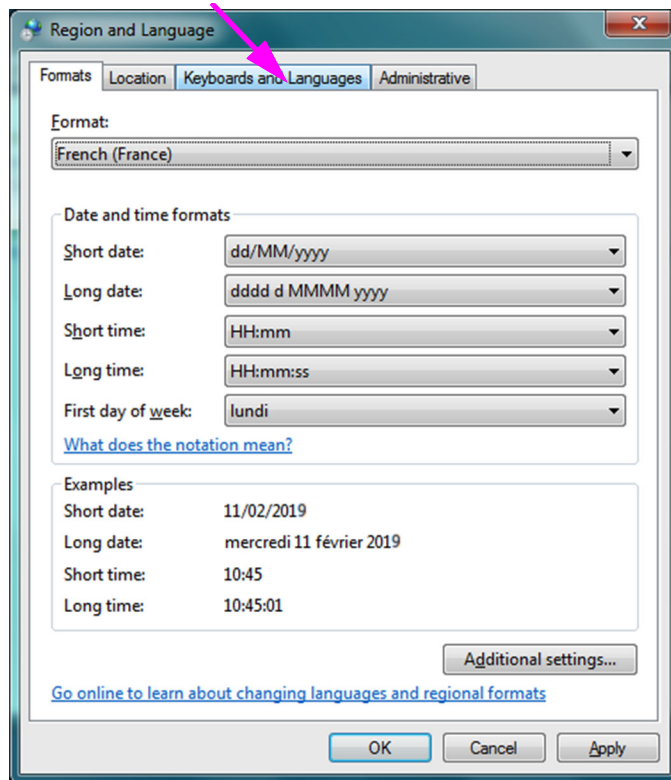 Region and Language
Formats Location Keyboards and Languages Administrative
Format:
French (France)
Date and time formats
Short date: dd/MM/yyyy
Long date: dddd d MMMM yyyy
Short time: HH:mm
Long time: HH:mm:ss
First day of week: lundi
What does the notation mean?
Examples
Short date: 11/02/2019
Long date: mercredi 11 février 2019
Short time: 10:45
Long time: 10:45:01
Additional settings...
Go online to learn about changing languages and regional formats
OK Cancel Apply